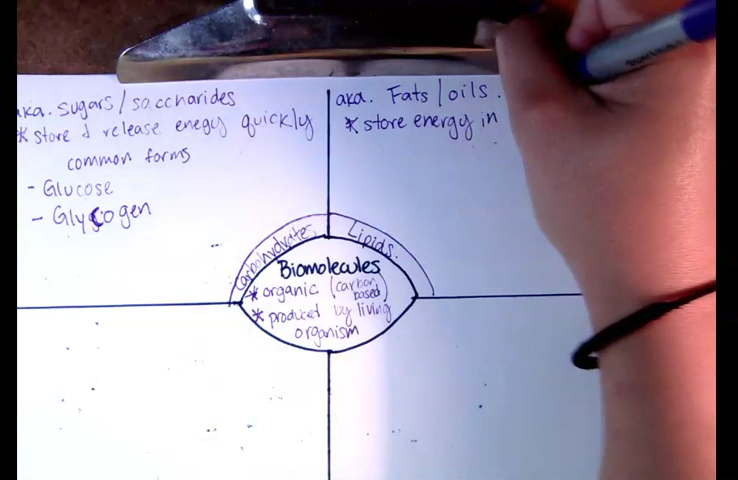 aka. sugars/saccharides
* store & release enegy quickly
common forms
- Glucose
- Glycogen
aka. Fats/oils.
* store energy in
Carbohydrates
Lipids.
Biomolecules
* organic (carbon
based)
* produced by living
organism